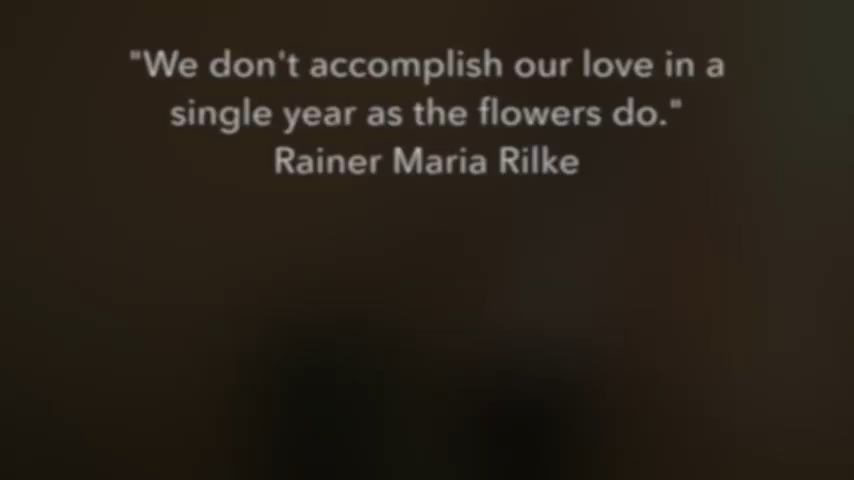 "We don't accomplish our love in a
single year as the flowers do."
Rainer Maria Rilke